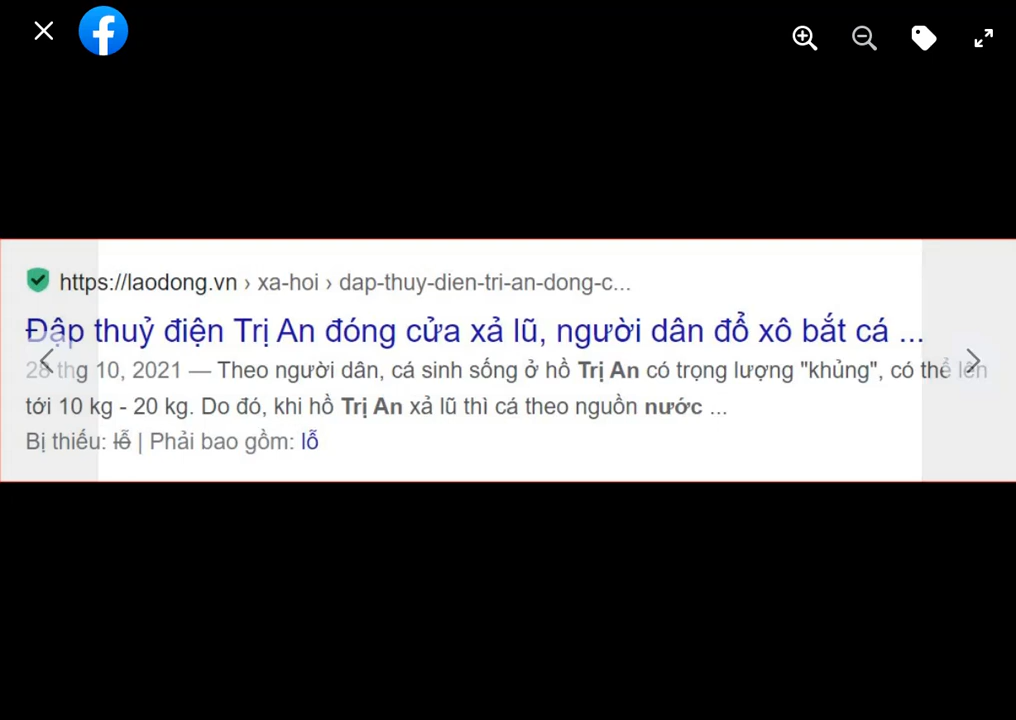 https://laodong.vn › xa-hoi › dap-thuy-dien-tri-an-dong-c...
Đập thuỷ điện Trị An đóng cửa xả lũ, người dân đổ xô bắt cá ...
28 thg 10, 2021 — Theo người dân, cá sinh sống ở hồ Trị An có trọng lượng "khủng", có thể lên
tới 10 kg - 20 kg. Do đó, khi hồ Trị An xả lũ thì cá theo nguồn nước ...
Bị thiếu: lỗ | Phải bao gồm: lỗ